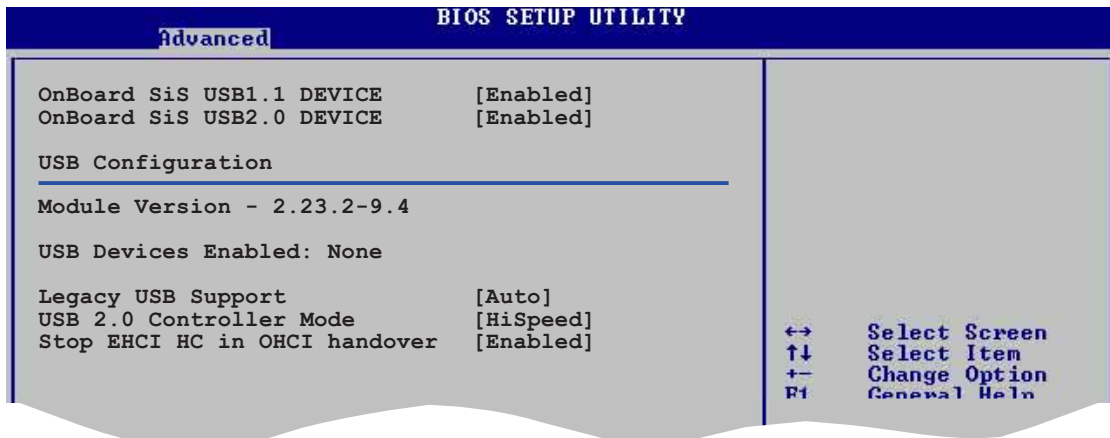 BIOS SETUP UTILITY
Advanced
OnBoard SiS USB1.1 DEVICE [Enabled]
OnBoard SiS USB2.0 DEVICE [Enabled]
USB Configuration
Module Version - 2.23.2-9.4
USB Devices Enabled: None
Legacy USB Support [Auto]
USB 2.0 Controller Mode [HiSpeed]
Stop EHCI HC in OHCI handover [Enabled]
←→ Select Screen
↑↓ Select Item
+- Change Option
F1 General Help